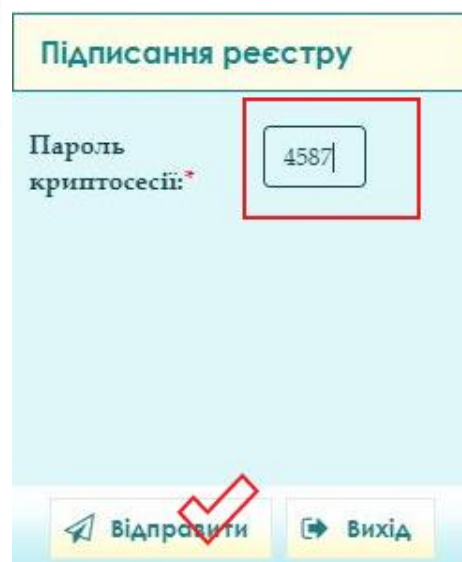 Підписання реєстру
Пароль
криптосесії:*
4587
Відправити
Вихід